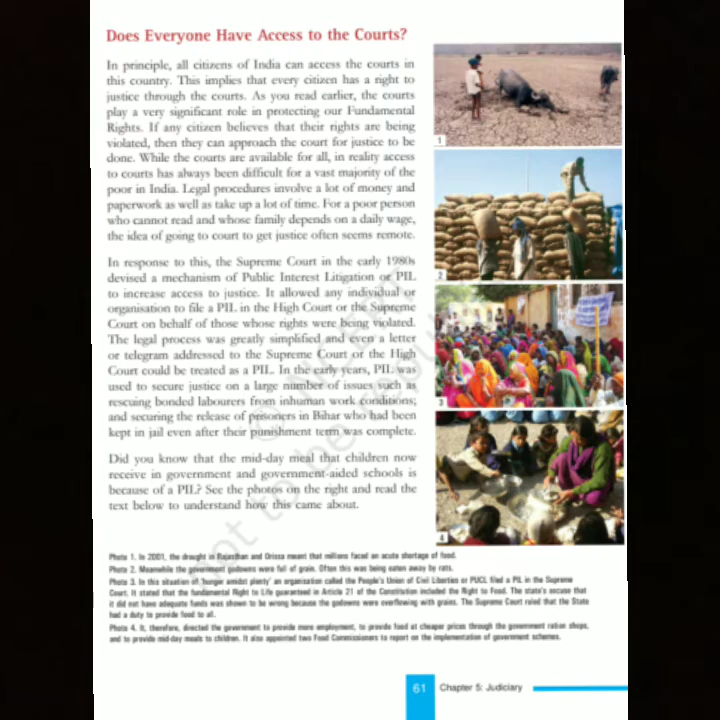 Does Everyone Have Access to the Courts?
In principle, all citizens of India can access the courts in
this country. This implies that every citizen has a right to
justice through the courts. As you read earlier, the courts
play a very significant role in protecting our Fundamental
Rights. If any citizen believes that their rights are being
violated, then they can approach the court for justice to be
done. While the courts are available for all, in reality access
to courts has always been difficult for a vast majority of the
poor in India. Legal procedures involve a lot of money and
paperwork as well as take up a lot of time. For a poor person
who cannot read and whose family depends on a daily wage,
the idea of going to court to get justice often seems remote.
In response to this, the Supreme Court in the early 1980s
devised a mechanism of Public Interest Litigation or PIL
to increase access to justice. It allowed any individual or
organisation to file a PIL in the High Court or the Supreme
Court on behalf of those whose rights were being violated.
The legal process was greatly simplified and even a letter
or telegram addressed to the Supreme Court or the High
Court could be treated as a PIL. In the early years, PIL was
used to secure justice on a large number of issues such as
rescuing bonded labourers from inhuman work conditions;
and securing the release of prisoners in Bihar who had been
kept in jail even after their punishment term was complete.
Did you know that the mid-day meal that children now
receive in government and government-aided schools is
because of a PIL? See the photos on the right and read the
text below to understand how this came about.
1
2
3
4
Photo 1. In 2001, the drought in Rajasthan and Orissa meant that millions faced an acute shortage of food.
Photo 2. Meanwhile the government godowns were full of grain. Often this was being eaten away by rats.
Photo 3. In this situation of 'hunger amidst plenty' an organisation called the People's Union of Civil Liberties or PUCL filed a PIL in the Supreme
Court. It stated that the fundamental Right to Life guaranteed in Article 21 of the Constitution included the Right to Food. The state's excuse that
it did not have adequate funds was shown to be wrong because the godowns were overflowing with grains. The Supreme Court ruled that the State
had a duty to provide food to all.
Photo 4. It, therefore, directed the government to provide more employment, to provide food at cheaper prices through the government ration shops,
and to provide mid-day meals to children. It also appointed two Food Commissioners to report on the implementation of government schemes.
61 Chapter 5: Judiciary
not to be